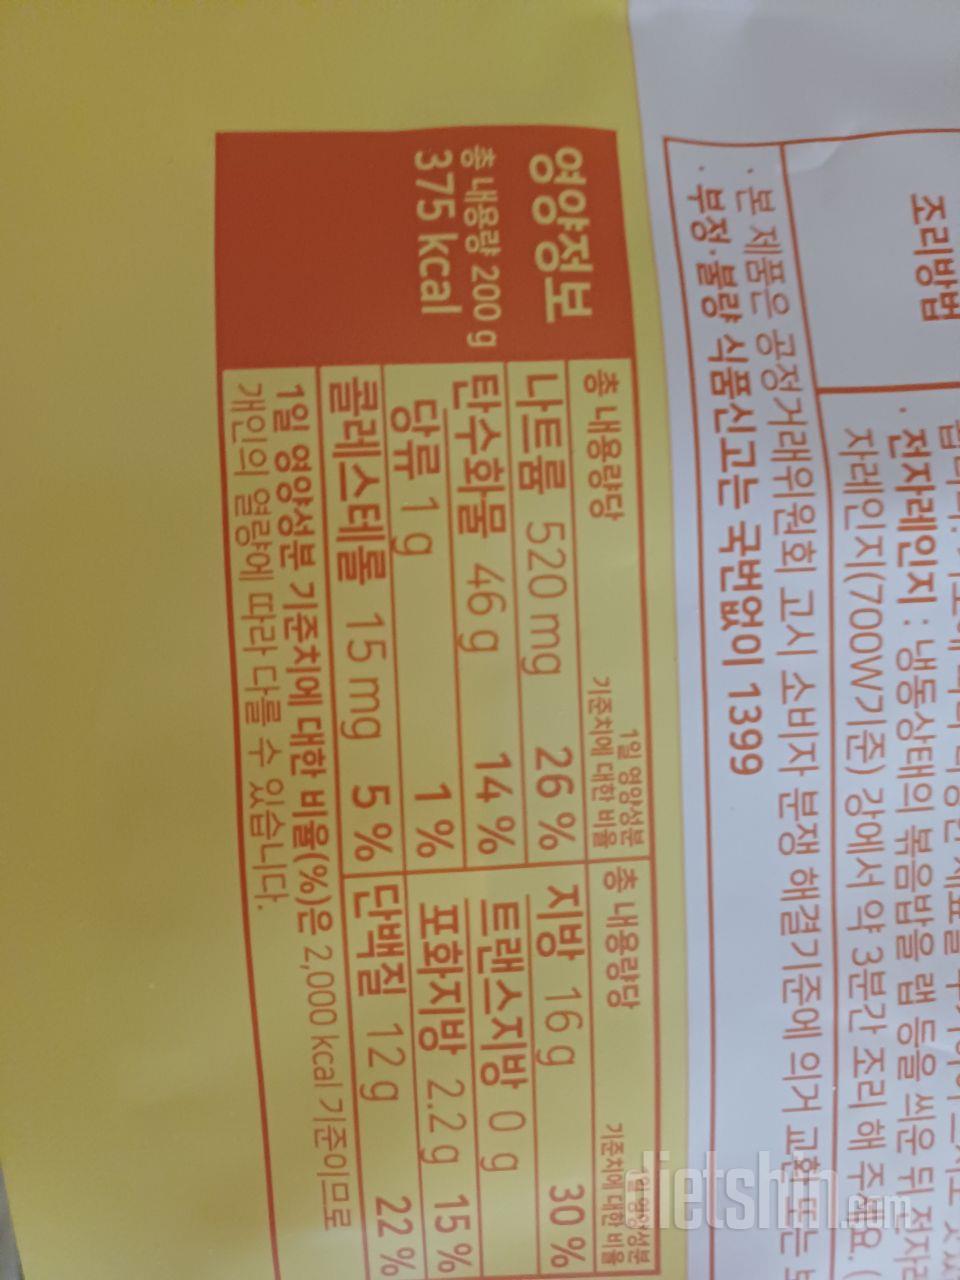 조리방법
전자레인지 : 냉동상태의 볶음밥을 랩 등을 씌운 뒤
자레인지(700W기준) 강에서 약 3분간 조리 해 주세요. (
· 본 제품은 공정거래위원회 고시 소비자 분쟁 해결기준에 의거 교환 또는
· 부정·불량 식품신고는 국번없이 1399
영양정보
총 내용량 200 g
375 kcal
총 내용량당 1일 영양성분 기준치에 대한 비율
총 내용량당 1일 영양성분 기준치에 대한 비율
나트륨 520 mg 26 % 지방 16 g 30 %
탄수화물 46 g 14 % 트랜스지방 0 g
당류 1 g 1 % 포화지방 2.2 g 15 %
콜레스테롤 15 mg 5 % 단백질 12 g 22 %
1일 영양성분 기준치에 대한 비율(%)은 2,000 kcal 기준이므로
개인의 열량에 따라 다를 수 있습니다.
dietshin.com